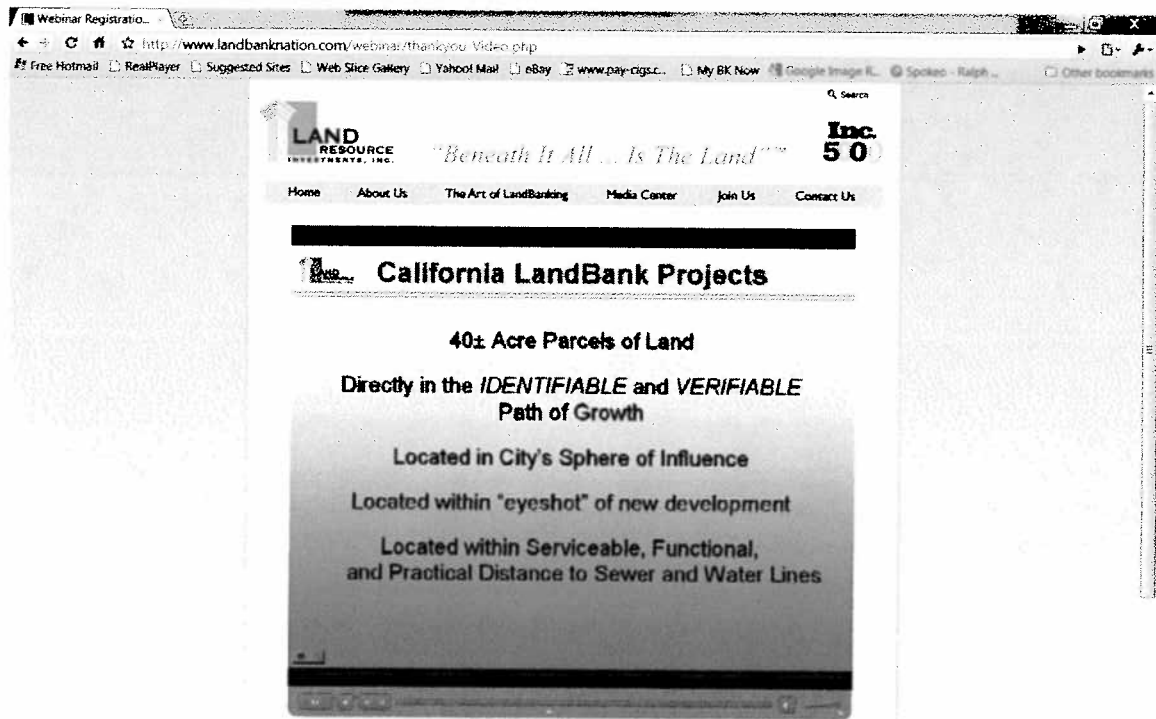 Webinar Registratio...
http://www.landbanknation.com/webinar/thankyou_Video.php
Free Hotmail RealPlayer Suggested Sites Web Slice Gallery Yahoo! Mail eBay www.pay-cigs.c... My BK Now Google Image R... Spokeo - Ralph ... Other bookmarks
Search
LAND
RESOURCE
INVESTMENTS, INC.
"Beneath It All ... Is The Land"™
Inc.
500
Home About Us The Art of LandBanking Media Center Join Us Contact Us
California LandBank Projects
40± Acre Parcels of Land
Directly in the IDENTIFIABLE and VERIFIABLE
Path of Growth
Located in City's Sphere of Influence
Located within "eyeshot" of new development
Located within Serviceable, Functional,
and Practical Distance to Sewer and Water Lines